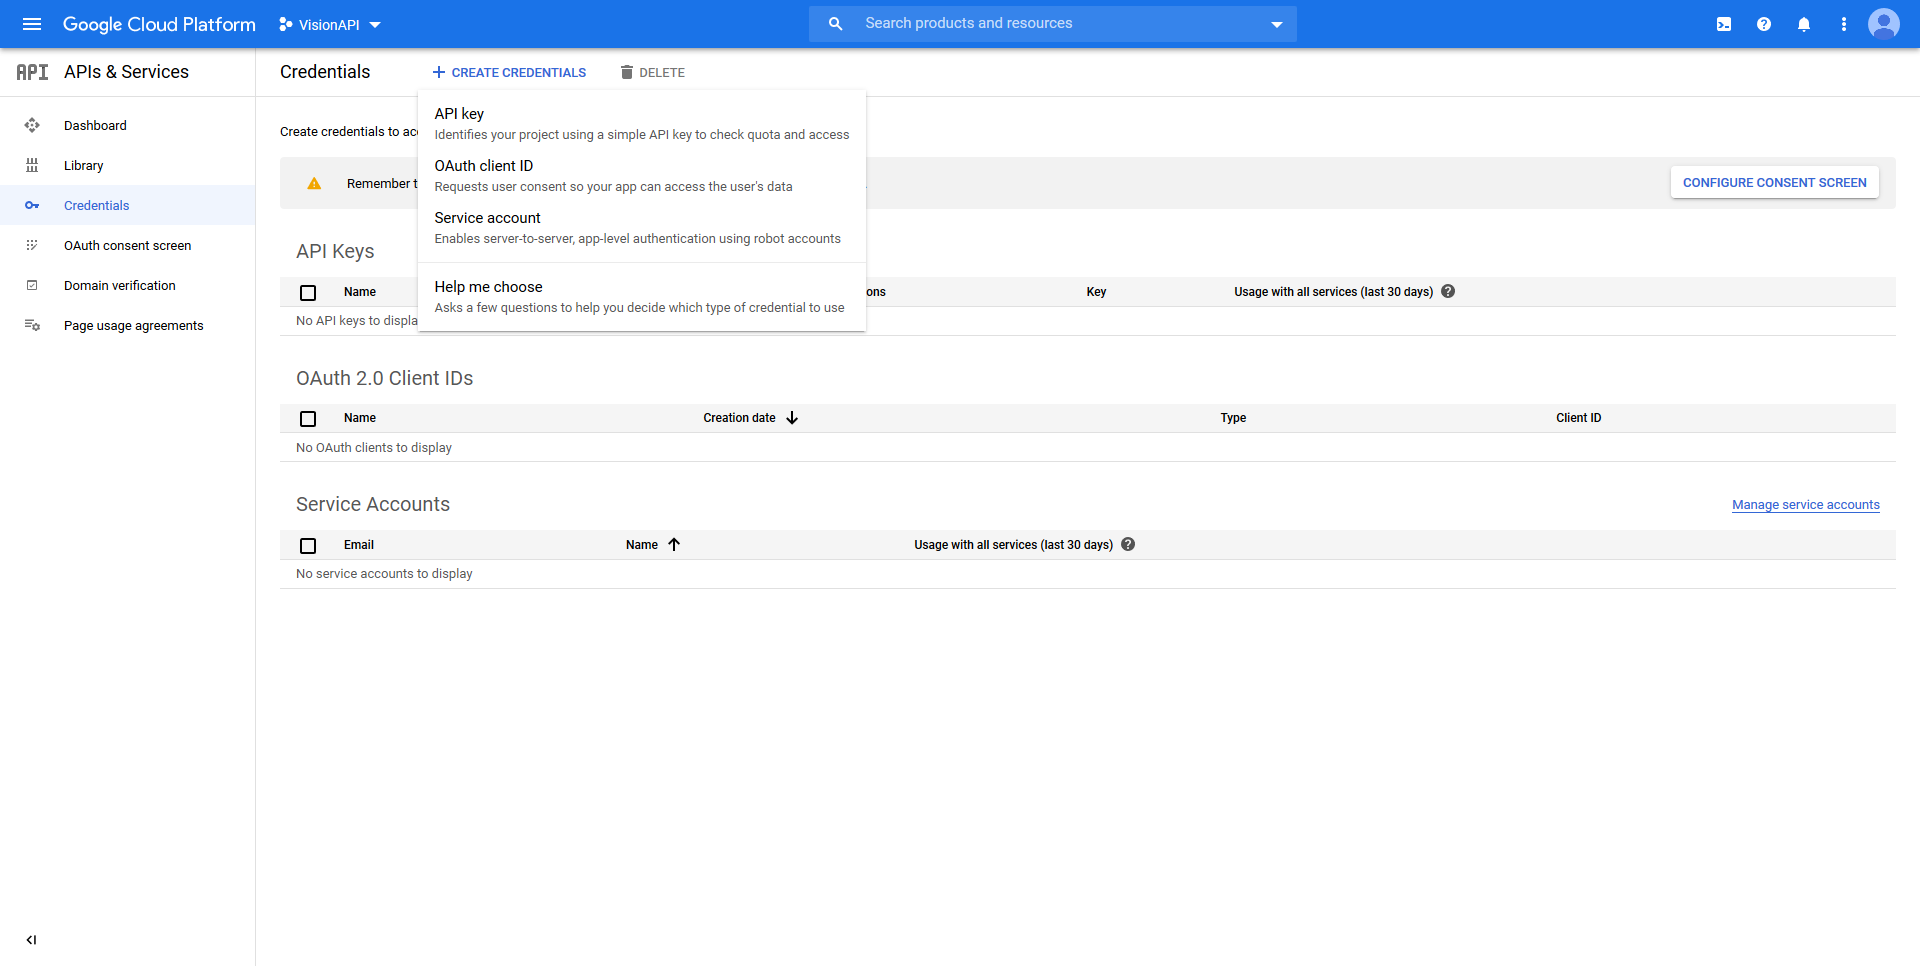 Google Cloud Platform
VisionAPI
Search products and resources
API
APIs & Services
Credentials
CREATE CREDENTIALS
DELETE
Dashboard
Library
Credentials
OAuth consent screen
Domain verification
Page usage agreements
Create credentials to
API key
Identifies your project using a simple API key to check quota and access
OAuth client ID
Requests user consent so your app can access the user's data
Service account
Enables server-to-server, app-level authentication using robot accounts
Help me choose
Asks a few questions to help you decide which type of credential to use
Remember
CONFIGURE CONSENT SCREEN
API Keys
Name
Key
Usage with all services (last 30 days)
No API keys to
OAuth 2.0 Client IDs
Name
Creation date
Type
Client ID
No OAuth clients to display
Service Accounts
Manage service accounts
Email
Name
Usage with all services (last 30 days)
No service accounts to display